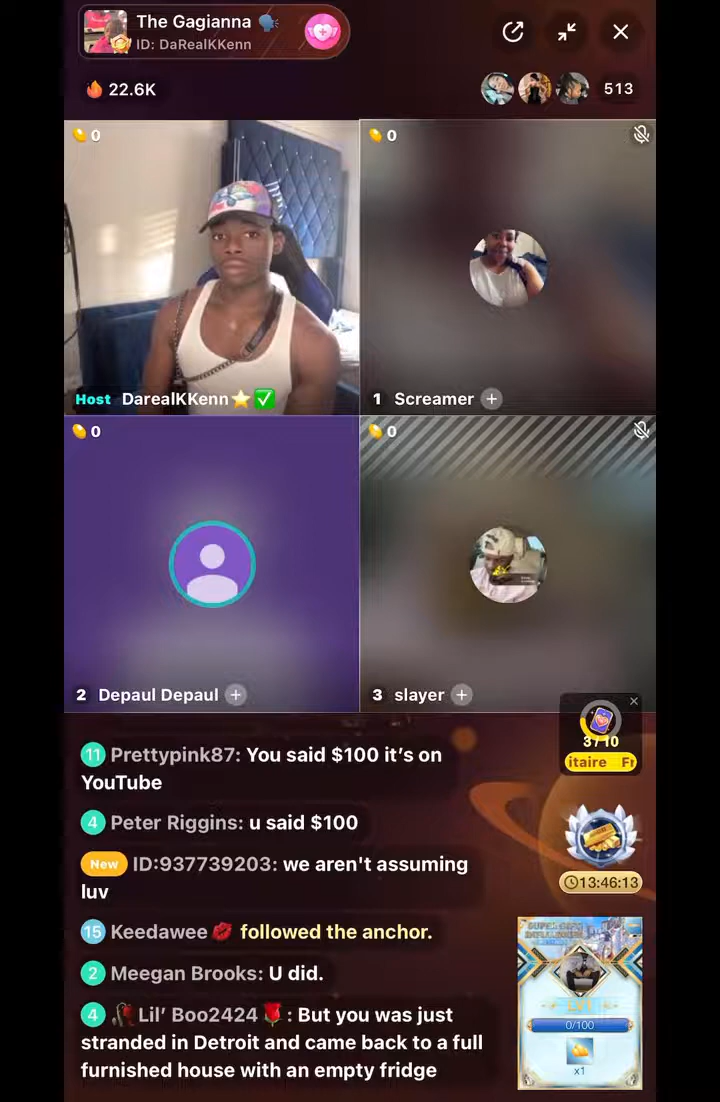 The Gagianna 🗣️
ID: DaRealKKenn
🔥 22.6K
513
0
0
Host DarealKKenn⭐✅
1 Screamer +
0
0
2 Depaul Depaul +
3 slayer +
3/10
itaire Fr
11 Prettypink87: You said $100 it’s on
YouTube
4 Peter Riggins: u said $100
New ID:937739203: we aren't assuming
luv
13:46:13
15 Keedawee💋 followed the anchor.
2 Meegan Brooks: U did.
4 🥀Lil’ Boo2424🌹: But you was just
stranded in Detroit and came back to a full
furnished house with an empty fridge
LV1
0/100
x1